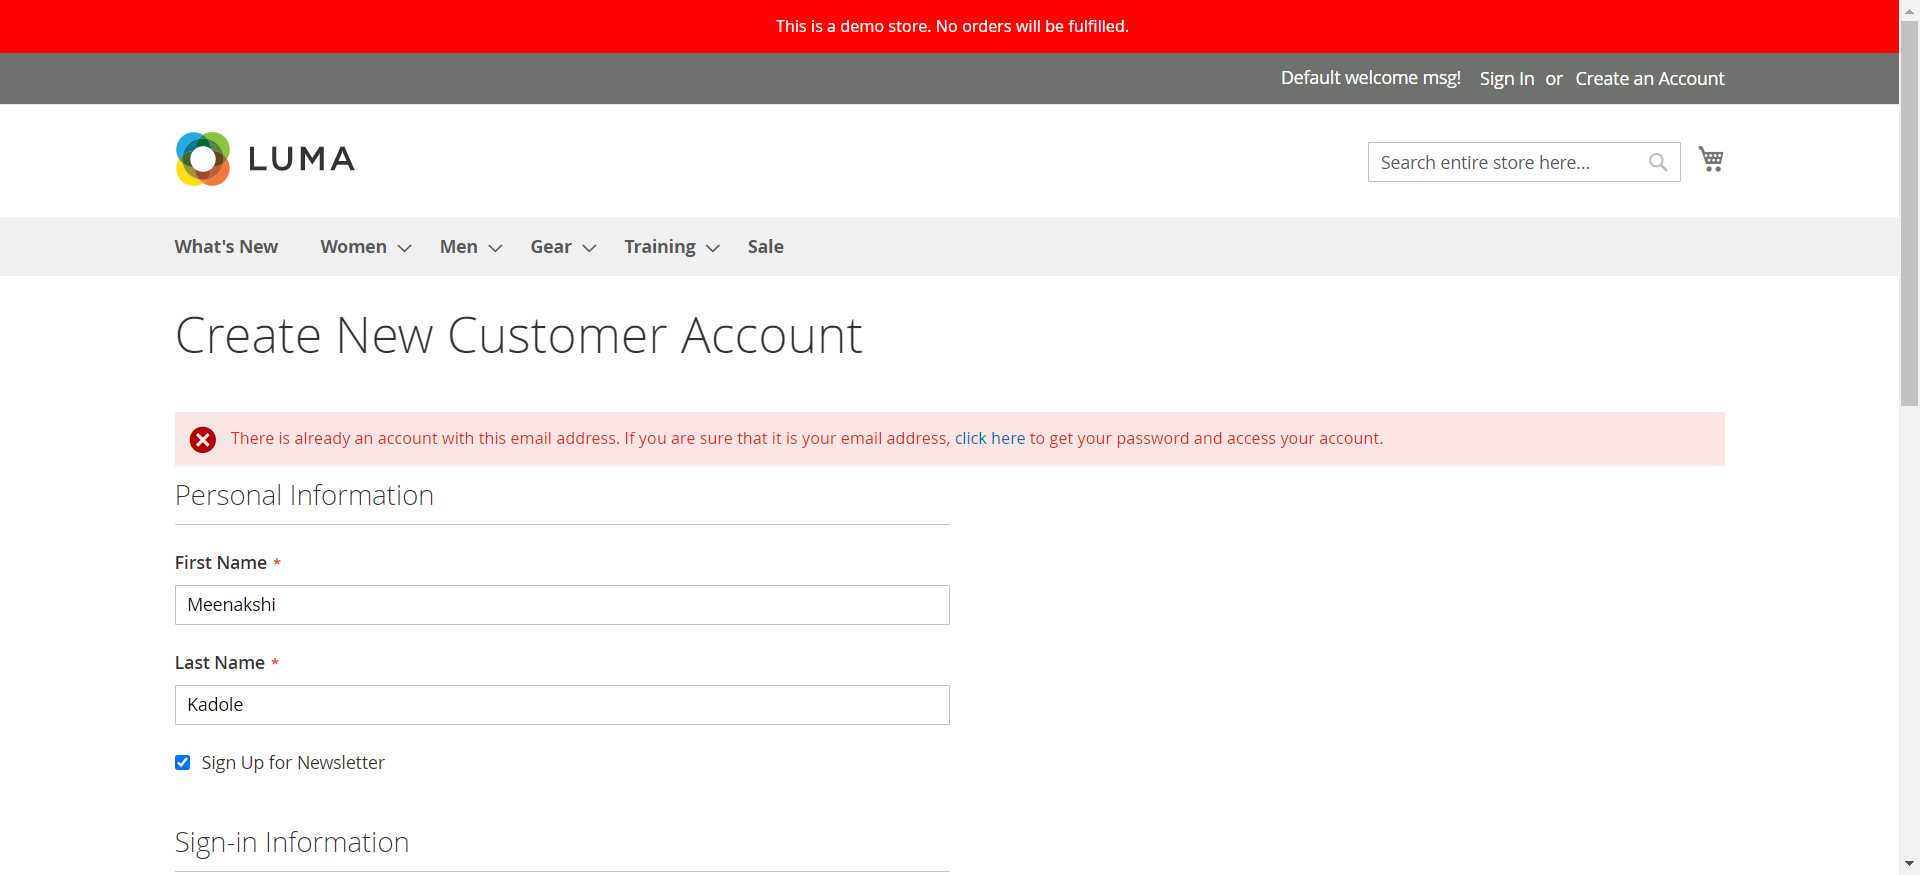 This is a demo store. No orders will be fulfilled.
Default welcome msg! Sign In or Create an Account
LUMA
Search entire store here...
What's New Women Men Gear Training Sale
Create New Customer Account
There is already an account with this email address. If you are sure that it is your email address, click here to get your password and access your account.
Personal Information
First Name *
Meenakshi
Last Name *
Kadole
Sign Up for Newsletter
Sign-in Information